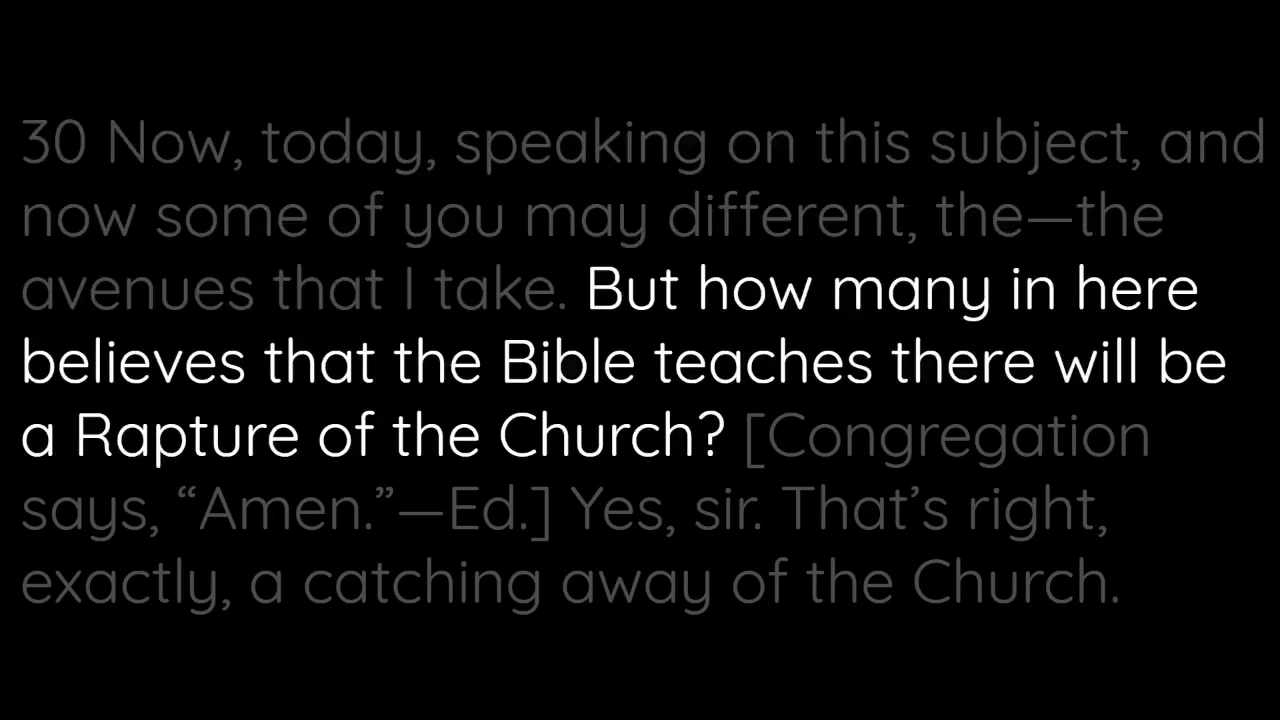 30 Now, today, speaking on this subject, and
now some of you may different, the—the
avenues that I take. But how many in here
believes that the Bible teaches there will be
a Rapture of the Church? [Congregation
says, “Amen.”—Ed.] Yes, sir. That’s right,
exactly, a catching away of the Church.